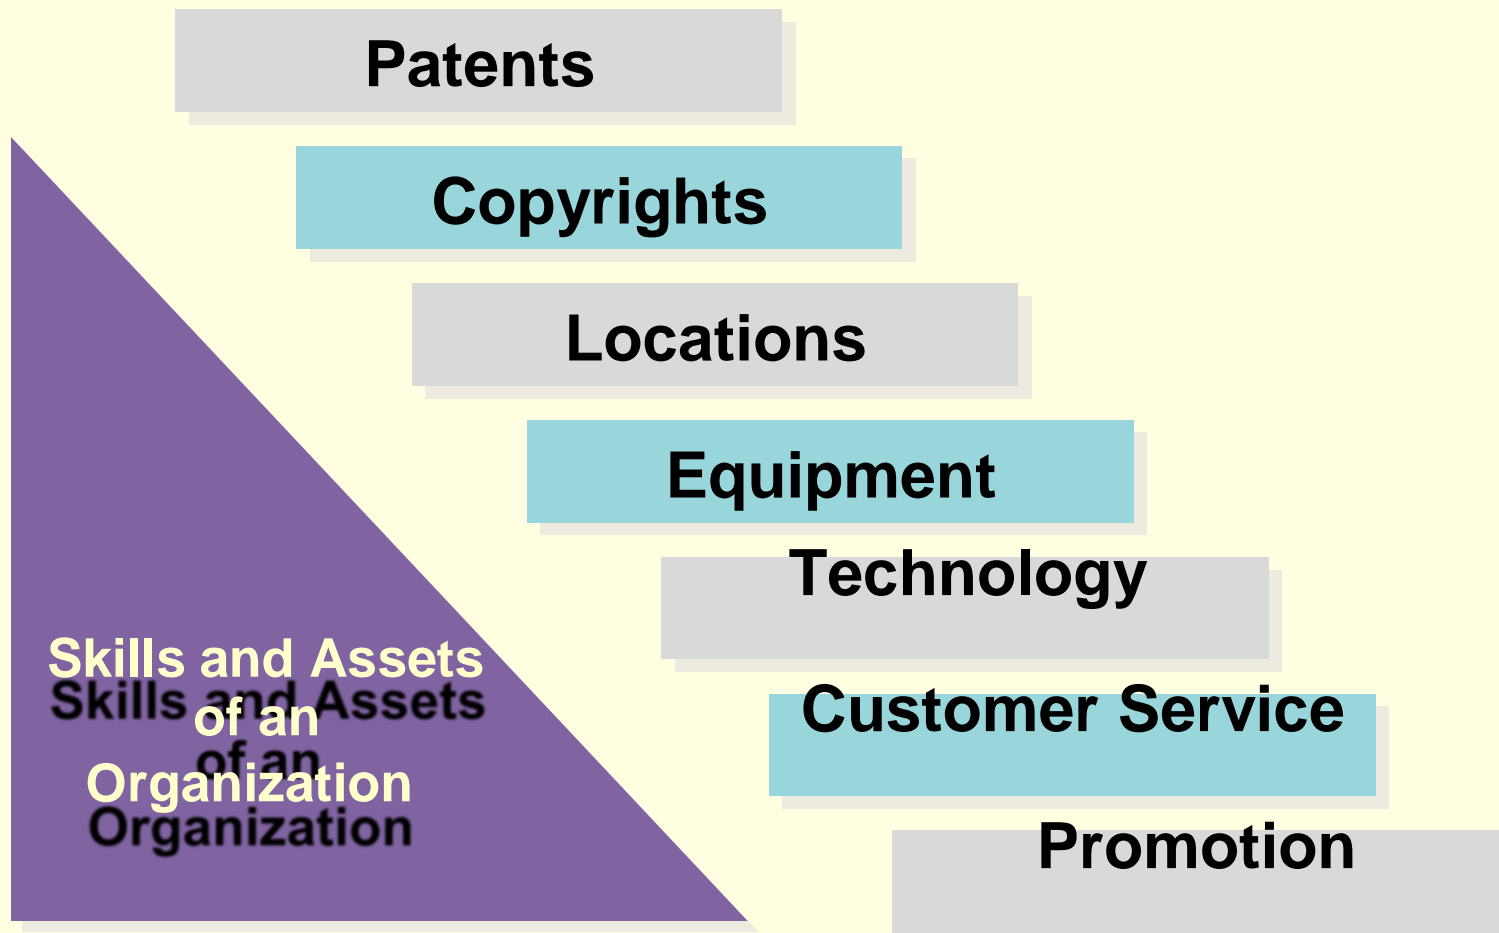 Patents
Copyrights
Locations
Equipment
Technology
Customer Service
Promotion
Skills and Assets
of an
Organization